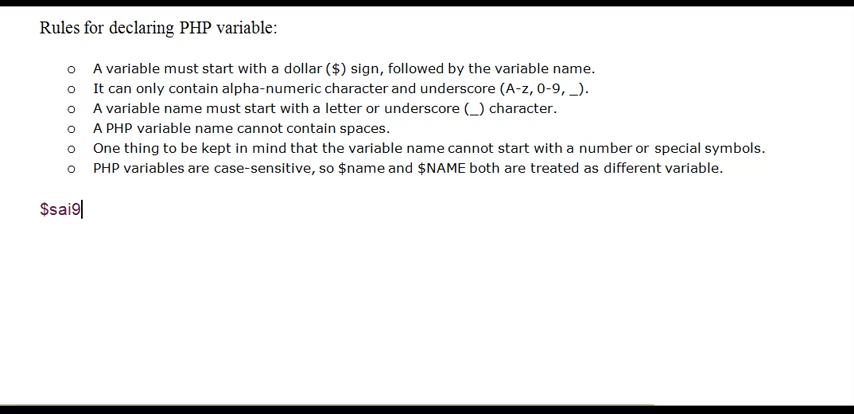 Rules for declaring PHP variable:
o A variable must start with a dollar ($) sign, followed by the variable name.
o It can only contain alpha-numeric character and underscore (A-z, 0-9, _).
o A variable name must start with a letter or underscore (_) character.
o A PHP variable name cannot contain spaces.
o One thing to be kept in mind that the variable name cannot start with a number or special symbols.
o PHP variables are case-sensitive, so $name and $NAME both are treated as different variable.
$sai9